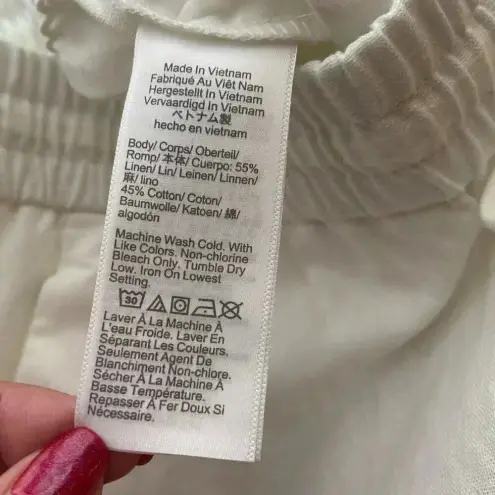 Made In Vietnam
Fabriqué Au Viêt Nam
Hergestellt In Vietnam
Vervaardigd In Vietnam
ベトナム製
hecho en vietnam
Body/ Corps/ Oberteil/
Romp/ 本体/ Cuerpo: 55%
Linen/ Lin/ Leinen/ Linnen/
麻/ lino
45% Cotton/ Coton/
Baumwolle/ Katoen/ 綿/
algodón
Machine Wash Cold. With
Like Colors. Non-chlorine
Bleach Only. Tumble Dry
Low. Iron On Lowest
Setting.
30
Laver À La Machine À
L'eau Froide. Laver En
Séparant Les Couleurs.
Seulement Agent De
Blanchiment Non-chlore.
Sécher À La Machine À
Basse Température.
Repasser À Fer Doux Si
Nécessaire.